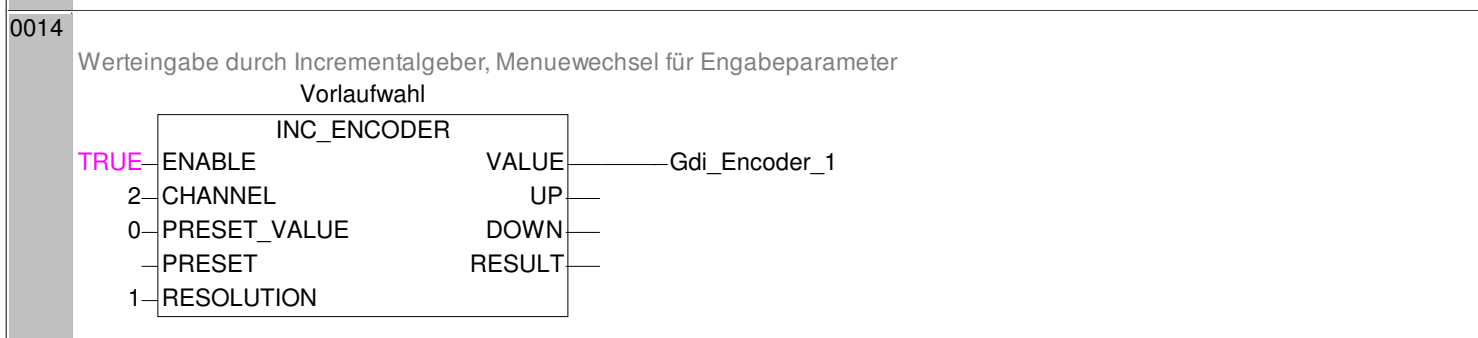 0014
Werteingabe durch Incrementalgeber, Menuewechsel für Engabeparameter
Vorlaufwahl
INC_ENCODER
TRUE ENABLE VALUE Gdi_Encoder_1
2 CHANNEL UP
0 PRESET_VALUE DOWN
PRESET RESULT
1 RESOLUTION